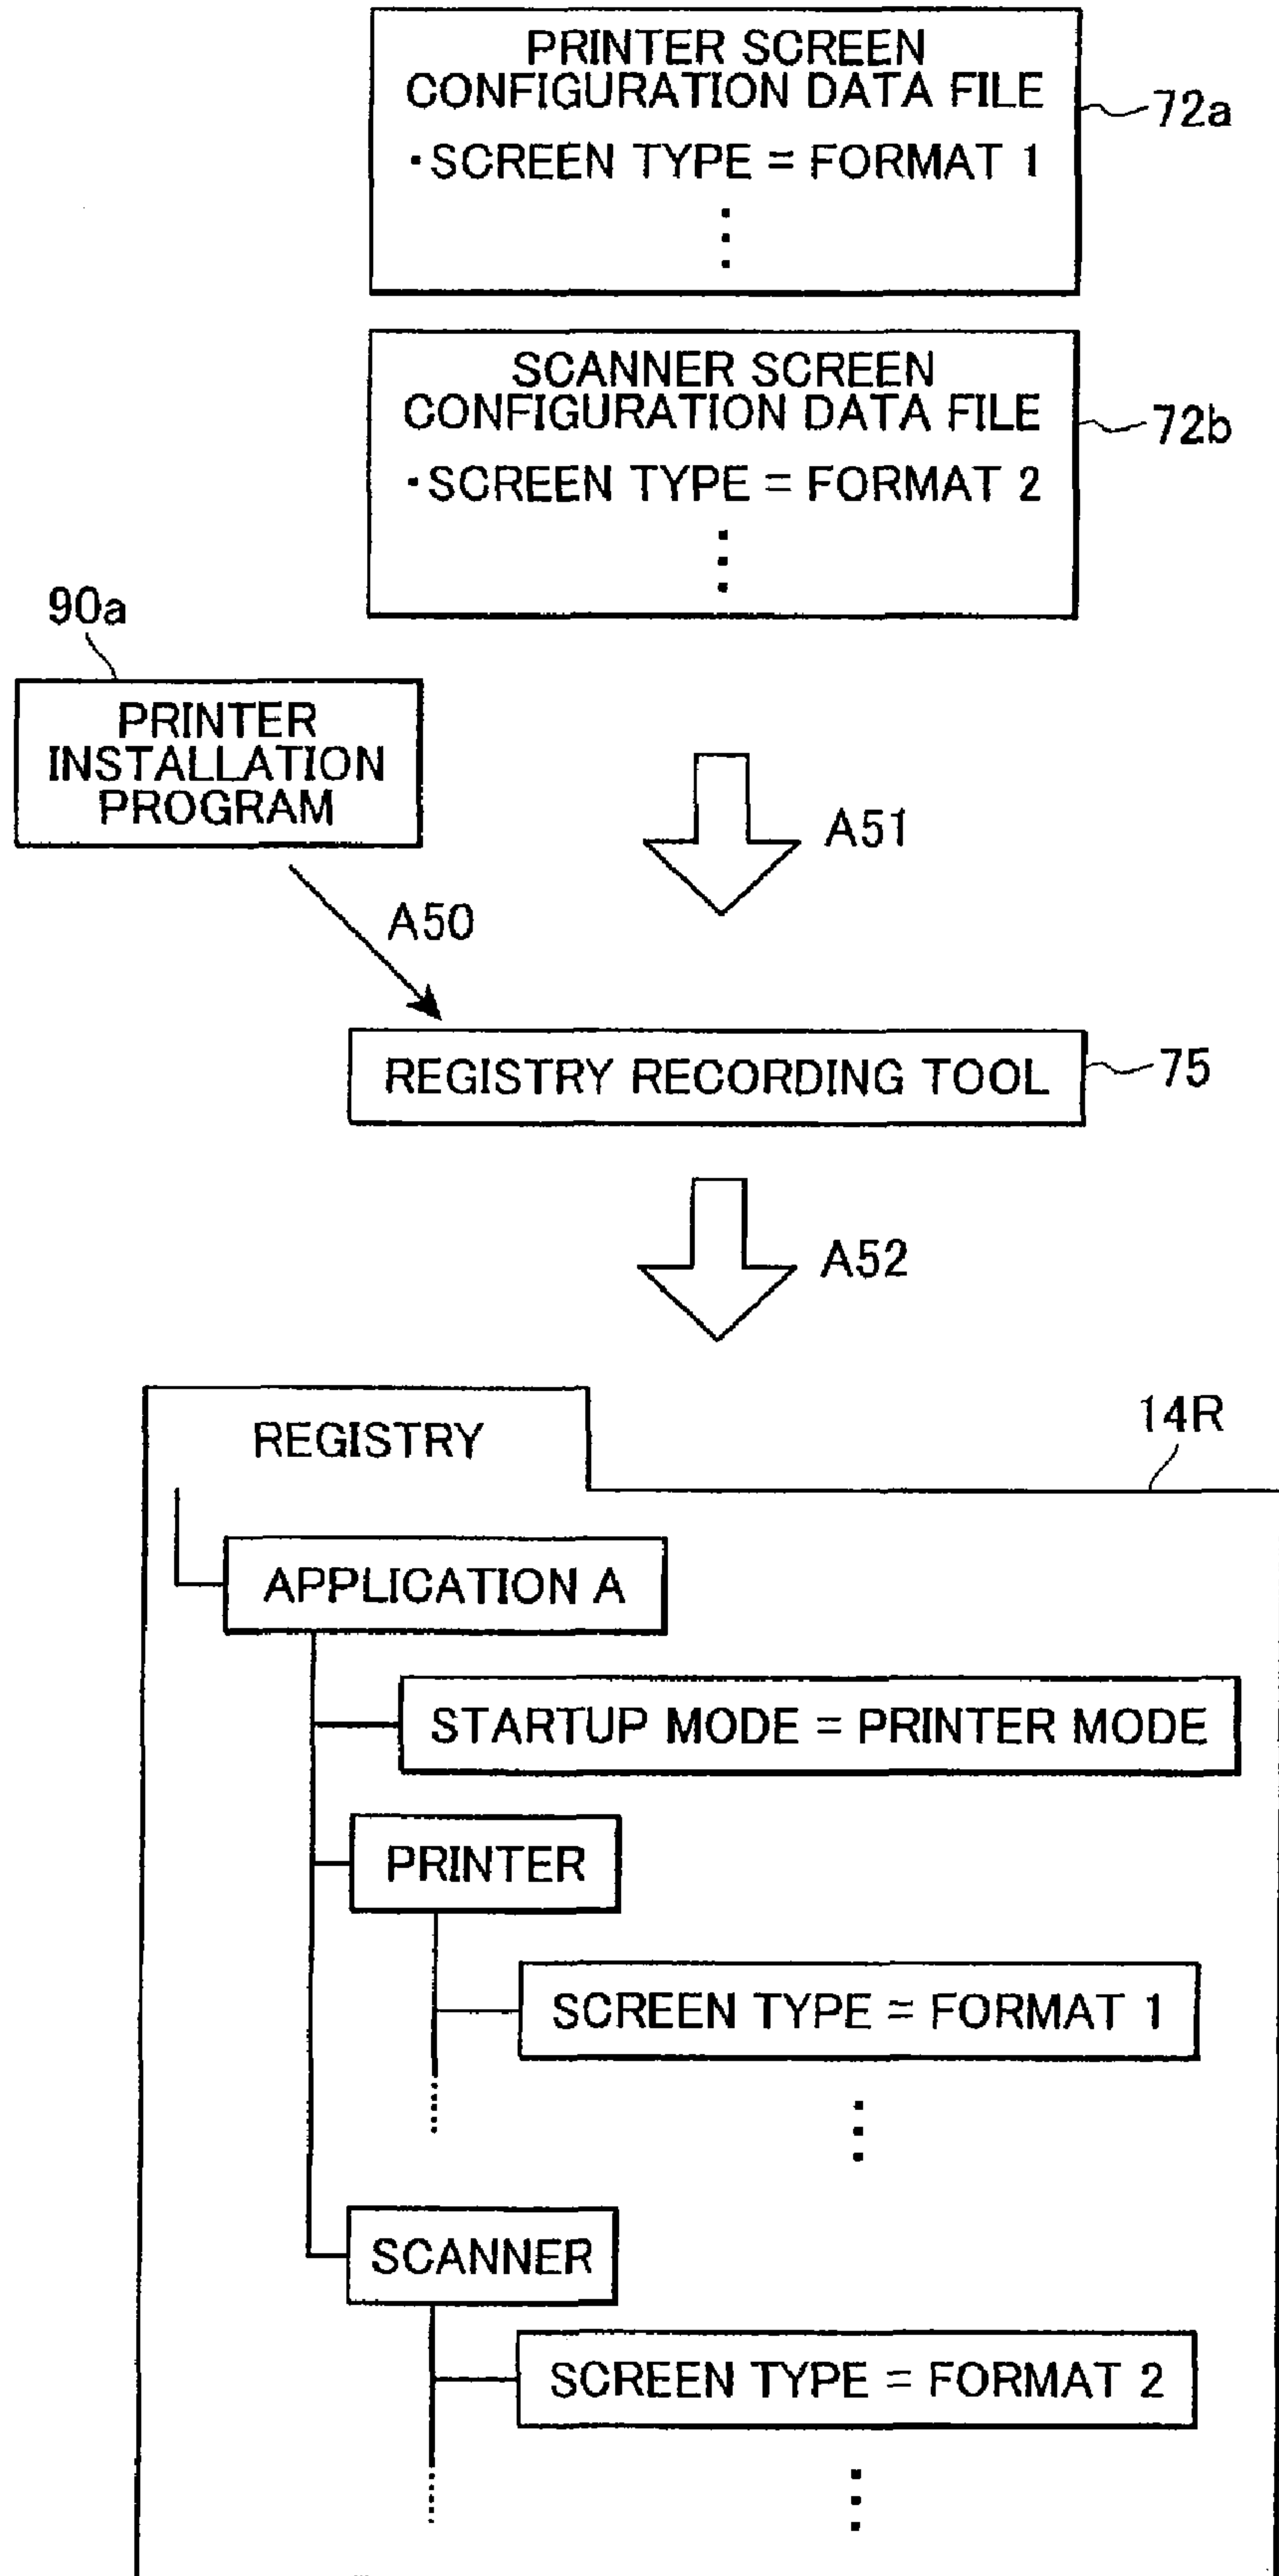 PRINTER SCREEN
CONFIGURATION DATA FILE
·SCREEN TYPE = FORMAT 1
72a
SCANNER SCREEN
CONFIGURATION DATA FILE
·SCREEN TYPE = FORMAT 2
72b
90a
PRINTER
INSTALLATION
PROGRAM
A51
A50
REGISTRY RECORDING TOOL
75
A52
14R
REGISTRY
APPLICATION A
STARTUP MODE = PRINTER MODE
PRINTER
SCREEN TYPE = FORMAT 1
SCANNER
SCREEN TYPE = FORMAT 2